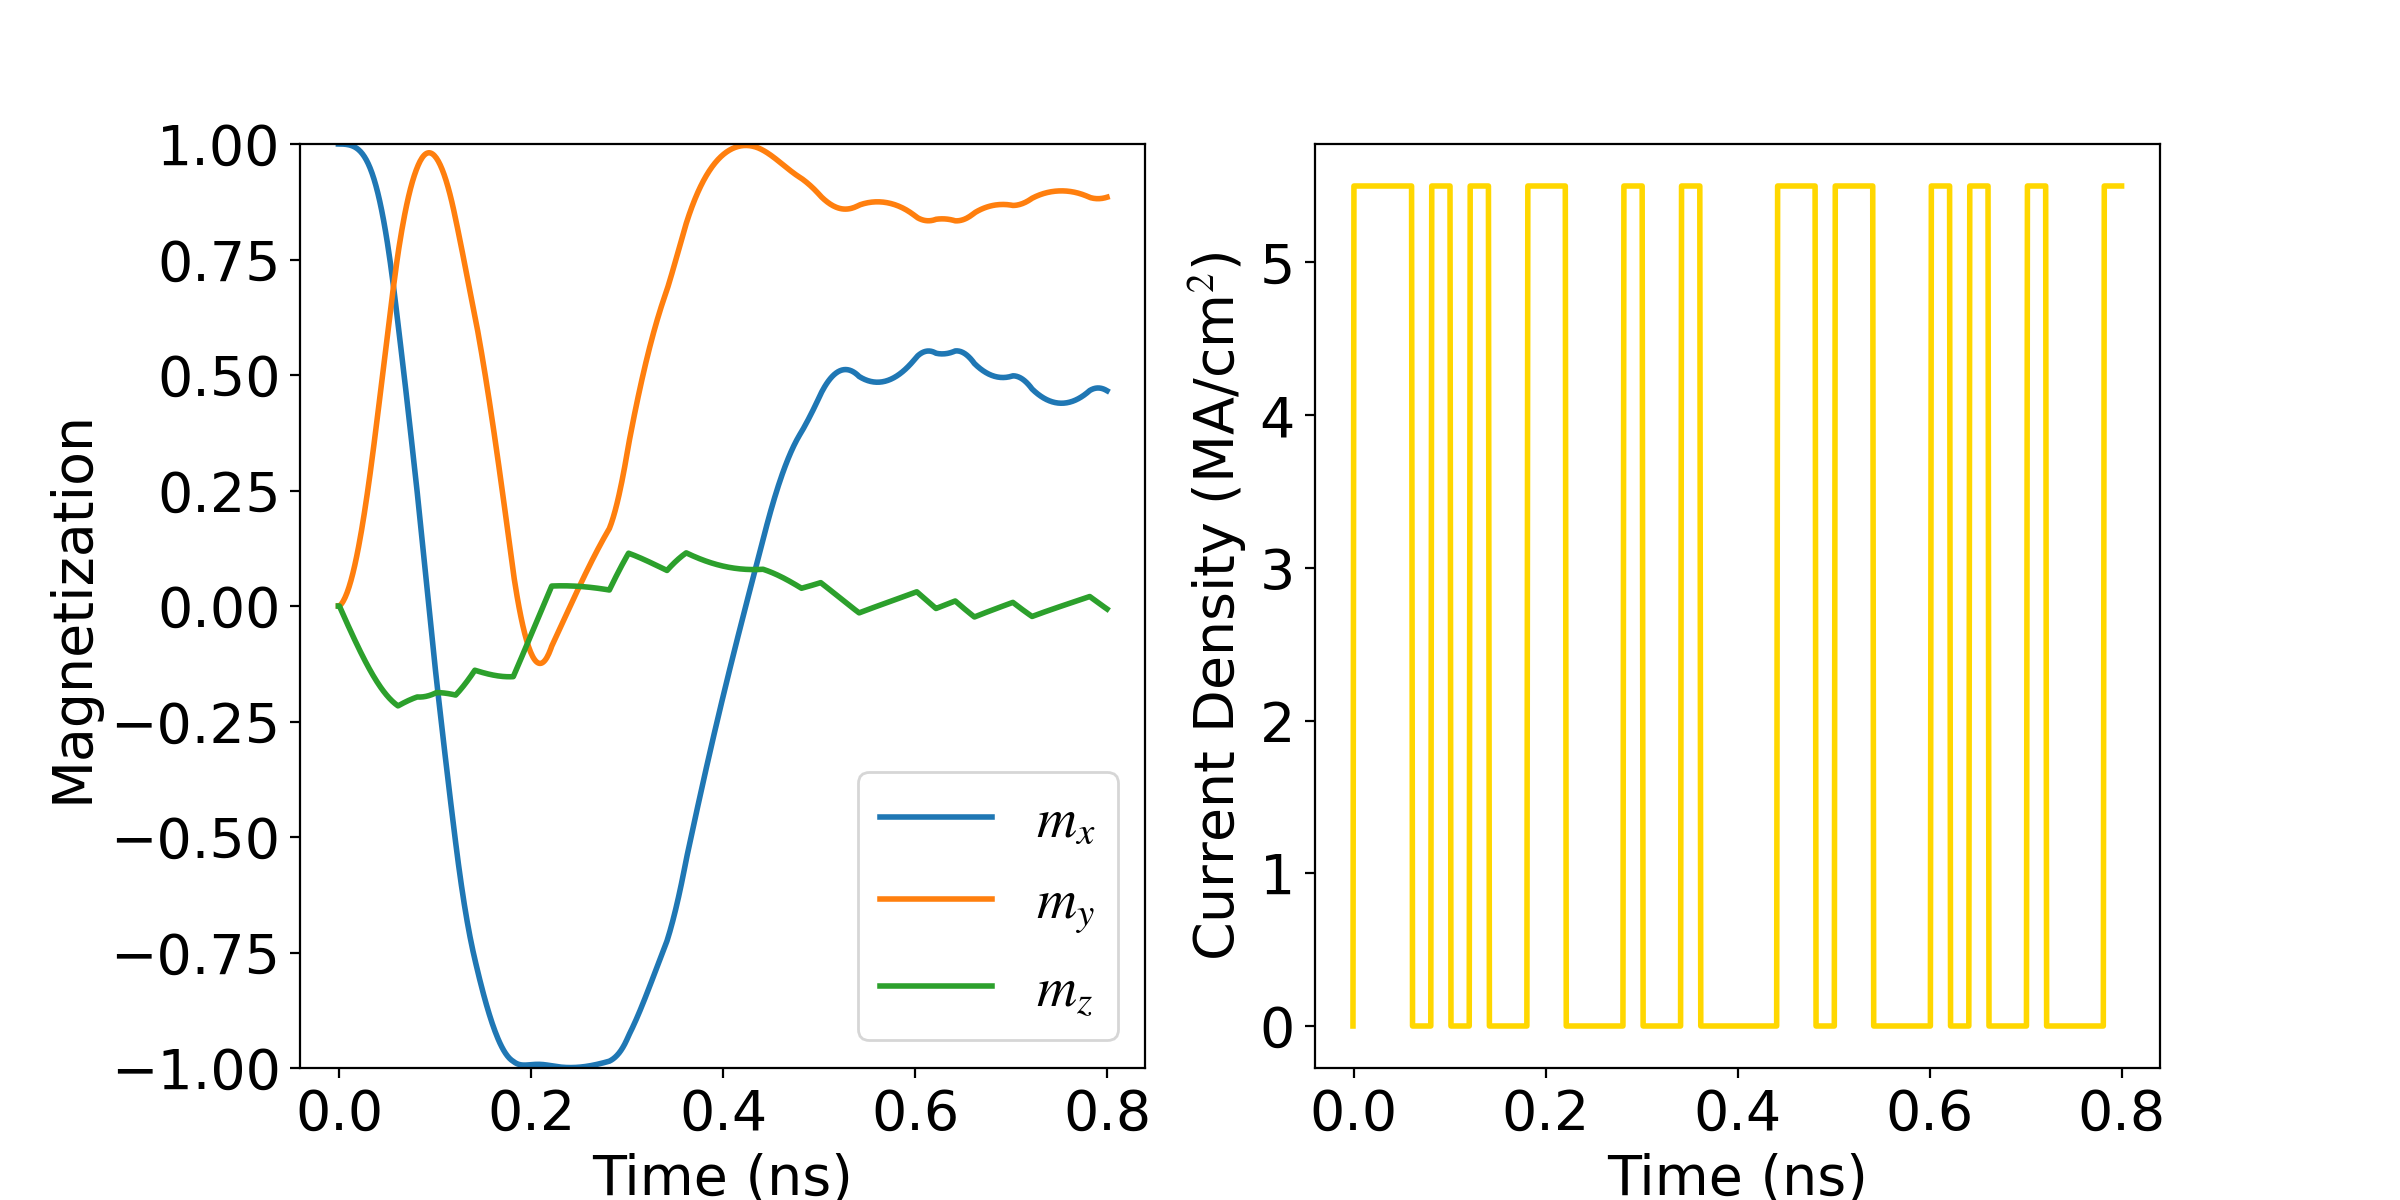 Magnetization
1.00
0.75
0.50
0.25
0.00
−0.25
−0.50
−0.75
−1.00
0.0 0.2 0.4 0.6 0.8
Time (ns)
m_x
m_y
m_z
Current Density (MA/cm²)
5
4
3
2
1
0
0.0 0.2 0.4 0.6 0.8
Time (ns)